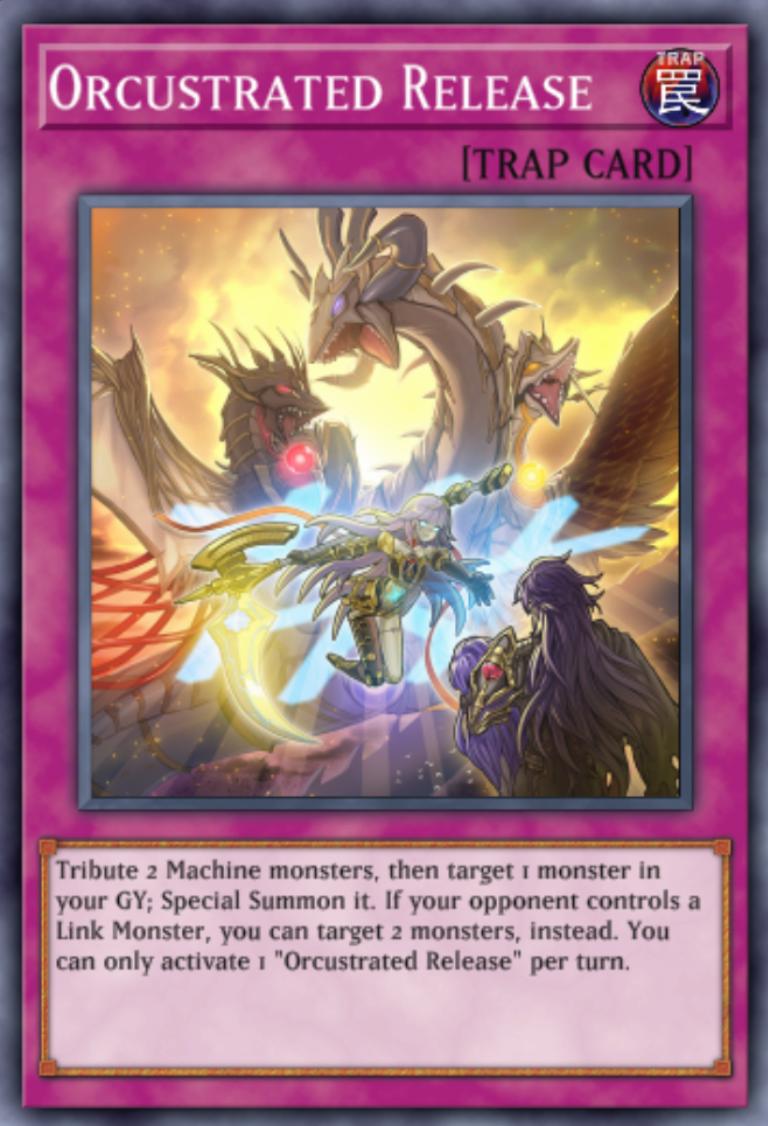 Orcustrated Release
TRAP
罠
[TRAP CARD]
Tribute 2 Machine monsters, then target 1 monster in
your GY; Special Summon it. If your opponent controls a
Link Monster, you can target 2 monsters, instead. You
can only activate 1 "Orcustrated Release" per turn.